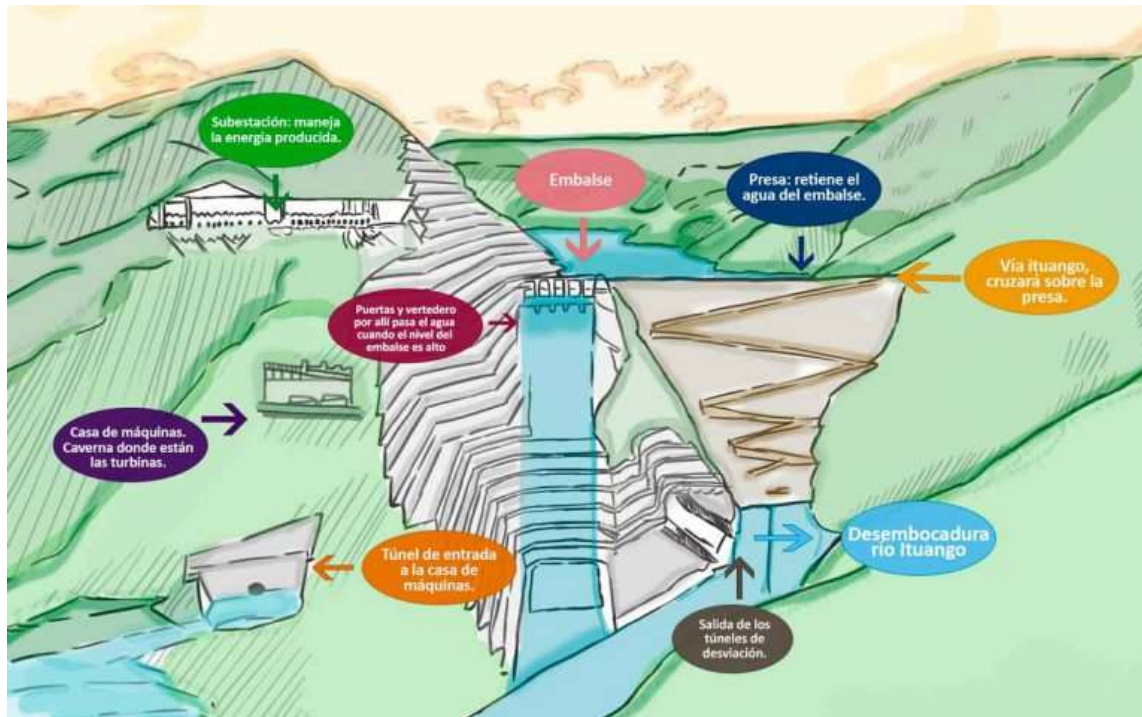 Subestación: maneja
la energía producida.
Embalse
Presa: retiene el
agua del embalse.
Vía ituango,
cruzará sobre la
presa.
Puertas y vertedero
por allí pasa el agua
cuando el nivel del
embalse es alto
Casa de máquinas.
Caverna donde están
las turbinas.
Túnel de entrada
a la casa de
máquinas.
Desembocadura
río Ituango
Salida de los
túneles de
desviación.